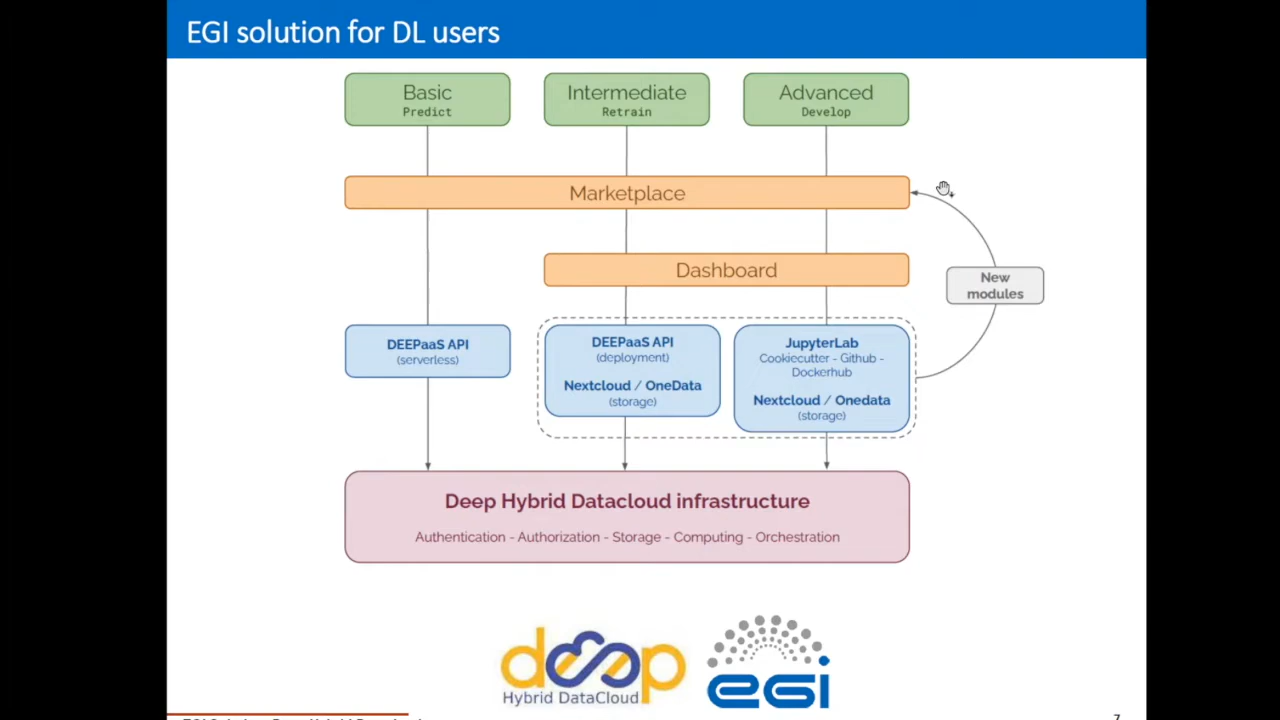 EGI solution for DL users
Basic
Predict
Intermediate
Retrain
Advanced
Develop
Marketplace
Dashboard
New
modules
DEEPaaS API
(serverless)
DEEPaaS API
(deployment)
Nextcloud / OneData
(storage)
JupyterLab
Cookiecutter - Github -
Dockerhub
Nextcloud / Onedata
(storage)
Deep Hybrid Datacloud infrastructure
Authentication - Authorization - Storage - Computing - Orchestration
deep
Hybrid DataCloud
egi
7